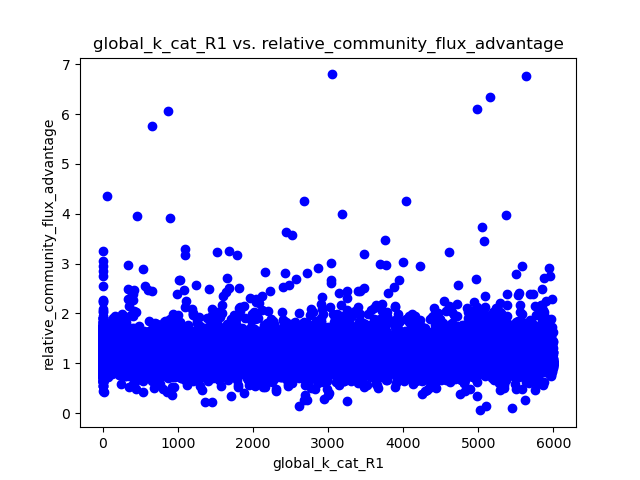 global_k_cat_R1 vs. relative_community_flux_advantage
7
6
5
4
3
2
1
0
relative_community_flux_advantage
0 1000 2000 3000 4000 5000 6000
global_k_cat_R1